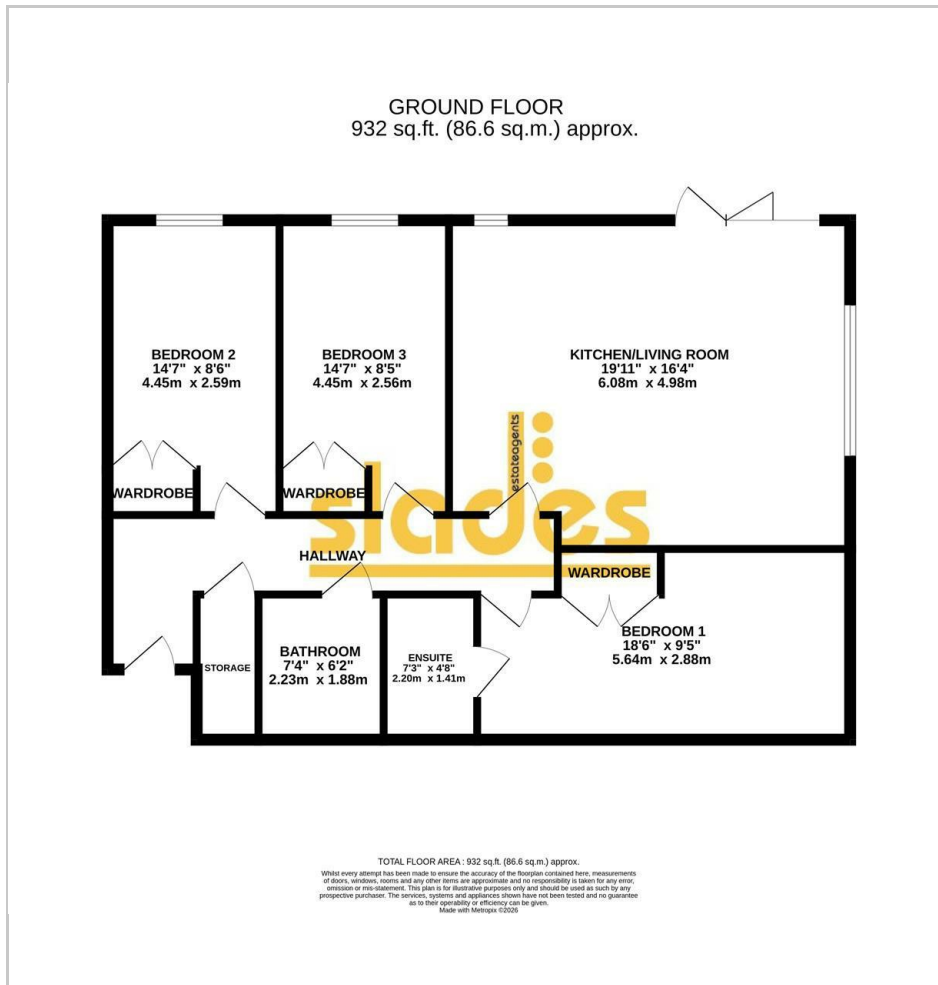 GROUND FLOOR
932 sq.ft. (86.6 sq.m.) approx.
BEDROOM 2
14'7" x 8'6"
4.45m x 2.59m
BEDROOM 3
14'7" x 8'5"
4.45m x 2.56m
KITCHEN/LIVING ROOM
19'11" x 16'4"
6.08m x 4.98m
estateagents
slades
WARDROBE
WARDROBE
HALLWAY
WARDROBE
BEDROOM 1
18'6" x 9'5"
5.64m x 2.88m
STORAGE
BATHROOM
7'4" x 6'2"
2.23m x 1.88m
ENSUITE
7'3" x 4'8"
2.20m x 1.41m
TOTAL FLOOR AREA : 932 sq.ft. (86.6 sq.m.) approx.
Whilst every attempt has been made to ensure the accuracy of the floorplan contained here, measurements
of doors, windows, rooms and any other items are approximate and no responsibility is taken for any error,
omission or mis-statement. This plan is for illustrative purposes only and should be used as such by any
prospective purchaser. The services, systems and appliances shown have not been tested and no guarantee
as to their operability or efficiency can be given.
Made with Metropix ©2026